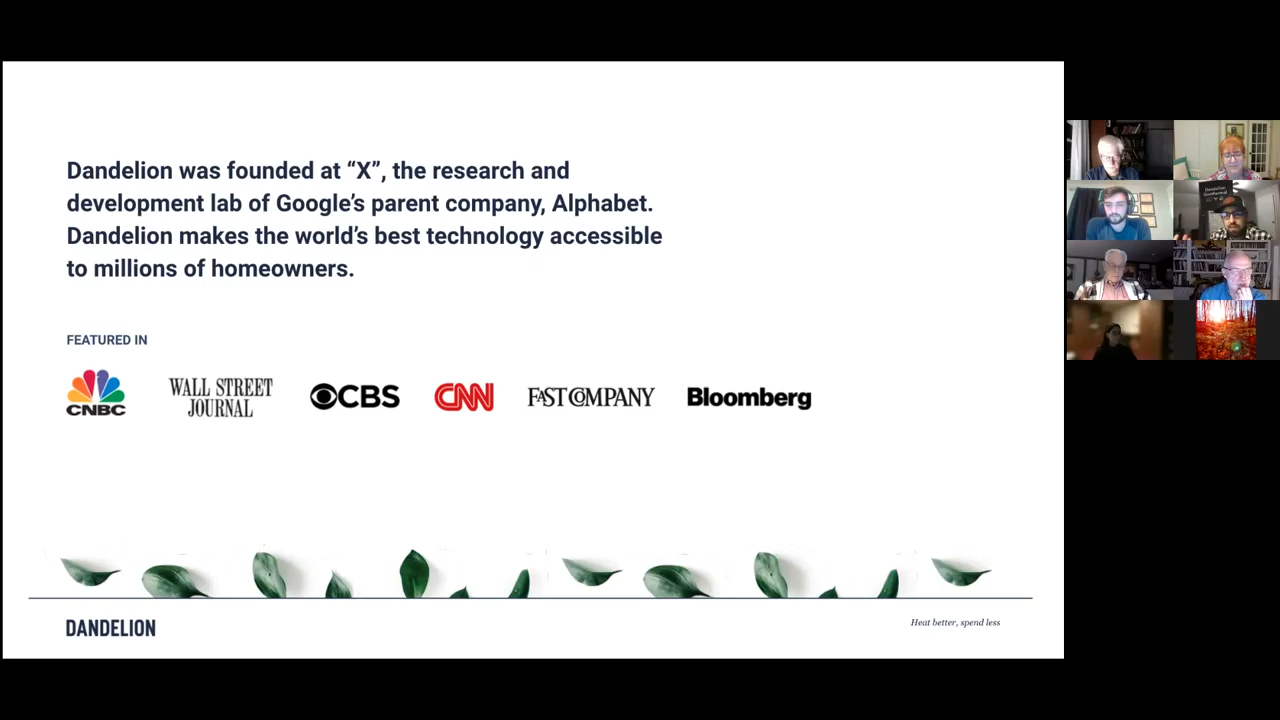 Dandelion was founded at “X”, the research and
development lab of Google’s parent company, Alphabet.
Dandelion makes the world’s best technology accessible
to millions of homeowners.
FEATURED IN
CNBC
WALL STREET
JOURNAL
CBS
CNN
FAST COMPANY
Bloomberg
DANDELION
Heat better, spend less
Dandelion
Geothermal